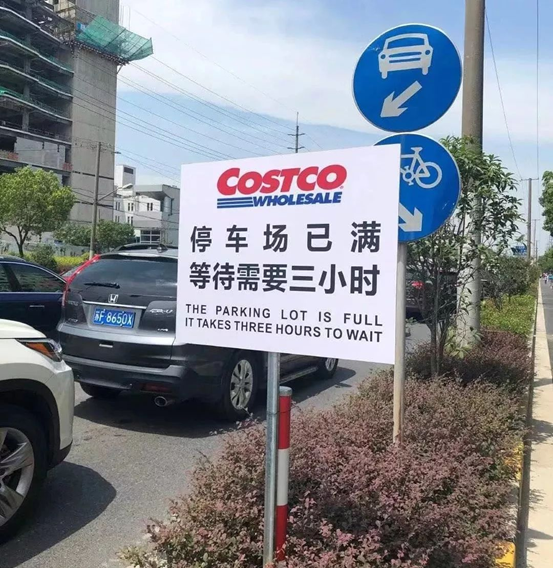 COSTCO
WHOLESALE
停车场已满
等待需要三小时
THE PARKING LOT IS FULL
IT TAKES THREE HOURS TO WAIT